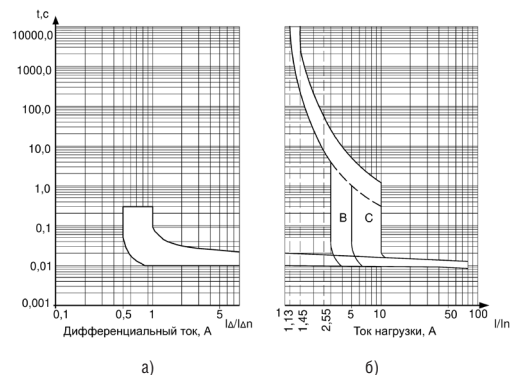 t,с
10000,0
1000,0
100,0
10,0
1,0
0,1
0,01
0,001
0,1 0,5 1 5 IΔ/IΔn
Дифференциальный ток, А
а)
В С
1 1,13 1,45 2,55 5 10 50 100
I/In
Ток нагрузки, А
б)